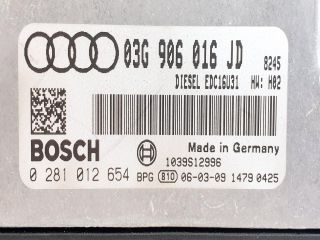 03G 906 016 JD 8245
DIESEL EDC16U31 HW: H02
BOSCH
Made in Germany
1039S12996
0 281 012 654 BPG 810 06-03-09 1479 0425